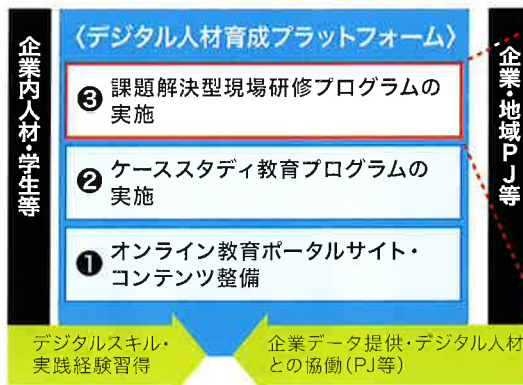 〈デジタル人材育成プラットフォーム〉
企業内人材・学生等
❸ 課題解決型現場研修プログラムの
実施
❷ ケーススタディ教育プログラムの
実施
❶ オンライン教育ポータルサイト・
コンテンツ整備
企業・地域PJ等
デジタルスキル・
実践経験習得
企業データ提供・デジタル人材
との協働(PJ等)